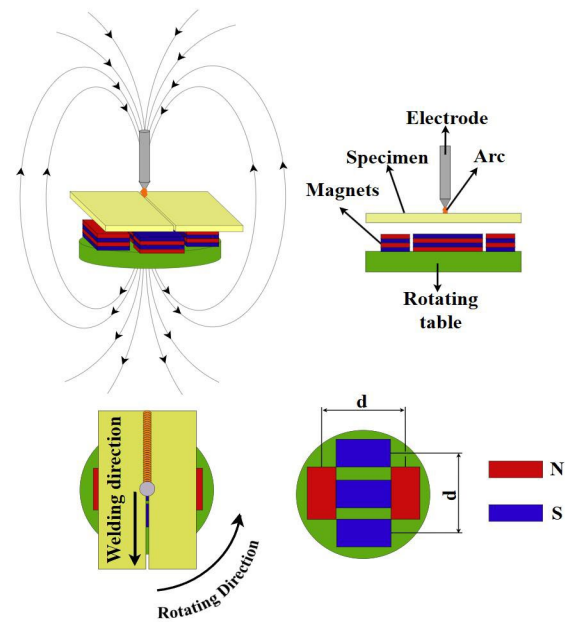 Electrode
Specimen
Arc
Magnets
Rotating
table
Welding direction
Rotating Direction
d
d
N
S